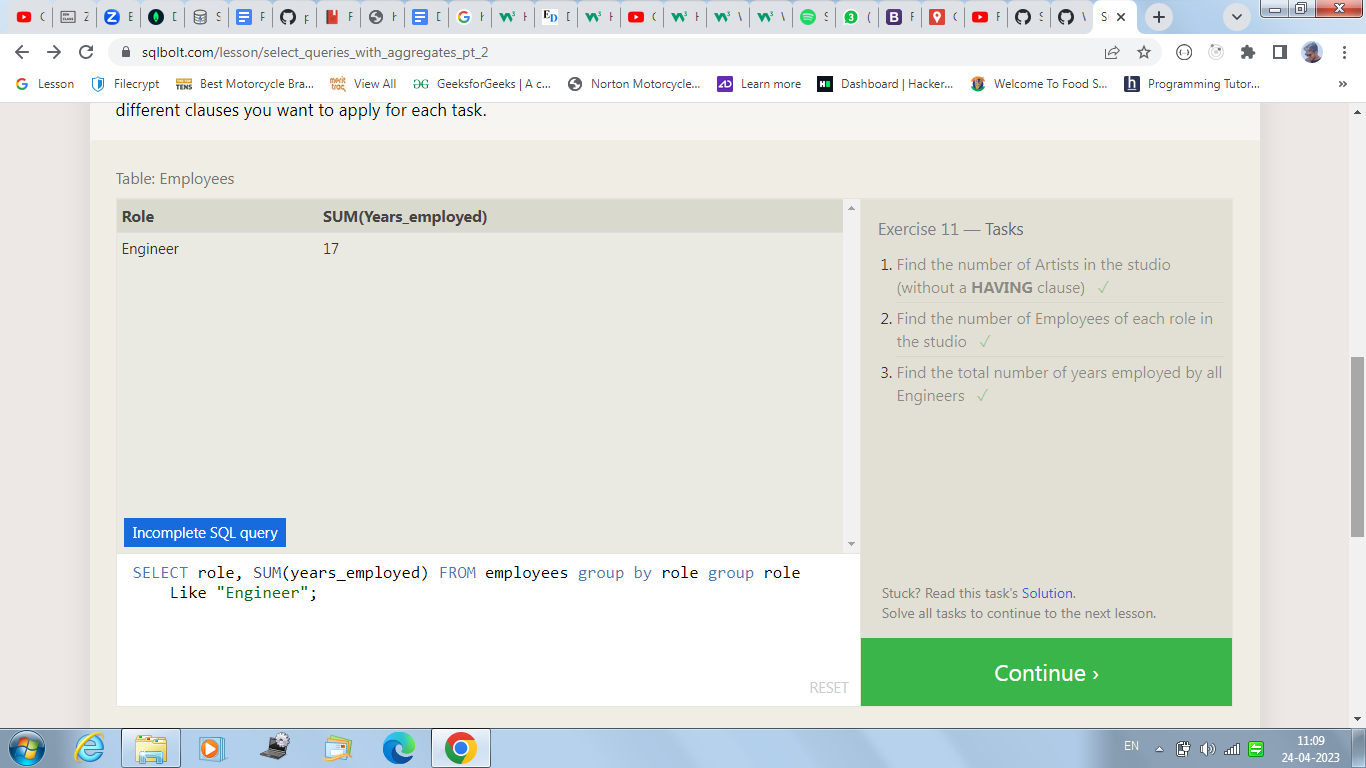 sqlbolt.com/lesson/select_queries_with_aggregates_pt_2
Lesson
Filecrypt
Best Motorcycle Bra...
View All
GeeksforGeeks | A c...
Norton Motorcycle...
Learn more
Dashboard | Hacker...
Welcome To Food S...
Programming Tutor...
»
different clauses you want to apply for each task.
Table: Employees
Role SUM(Years_employed)
Engineer 17
Incomplete SQL query
SELECT role, SUM(years_employed) FROM employees group by role group role
Like "Engineer";
RESET
Exercise 11 — Tasks
1. Find the number of Artists in the studio
(without a HAVING clause) ✓
2. Find the number of Employees of each role in
the studio ✓
3. Find the total number of years employed by all
Engineers ✓
Stuck? Read this task's Solution.
Solve all tasks to continue to the next lesson.
Continue ›
EN
11:09
24-04-2023